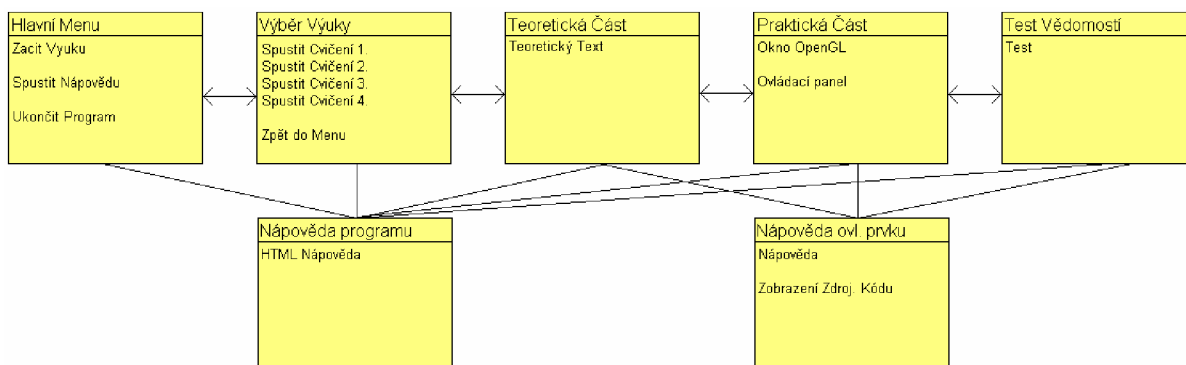 Hlavní Menu
Zacit Vyuku
Spustit Nápovědu
Ukončit Program
Výběr Výuky
Spustit Cvičení 1.
Spustit Cvičení 2.
Spustit Cvičení 3.
Spustit Cvičení 4.
Zpět do Menu
Teoretická Část
Teoretický Text
Praktická Část
Okno OpenGL
Ovládací panel
Test Vědomostí
Test
Nápověda programu
HTML Nápověda
Nápověda ovl. prvku
Nápověda
Zobrazení Zdroj. Kódu